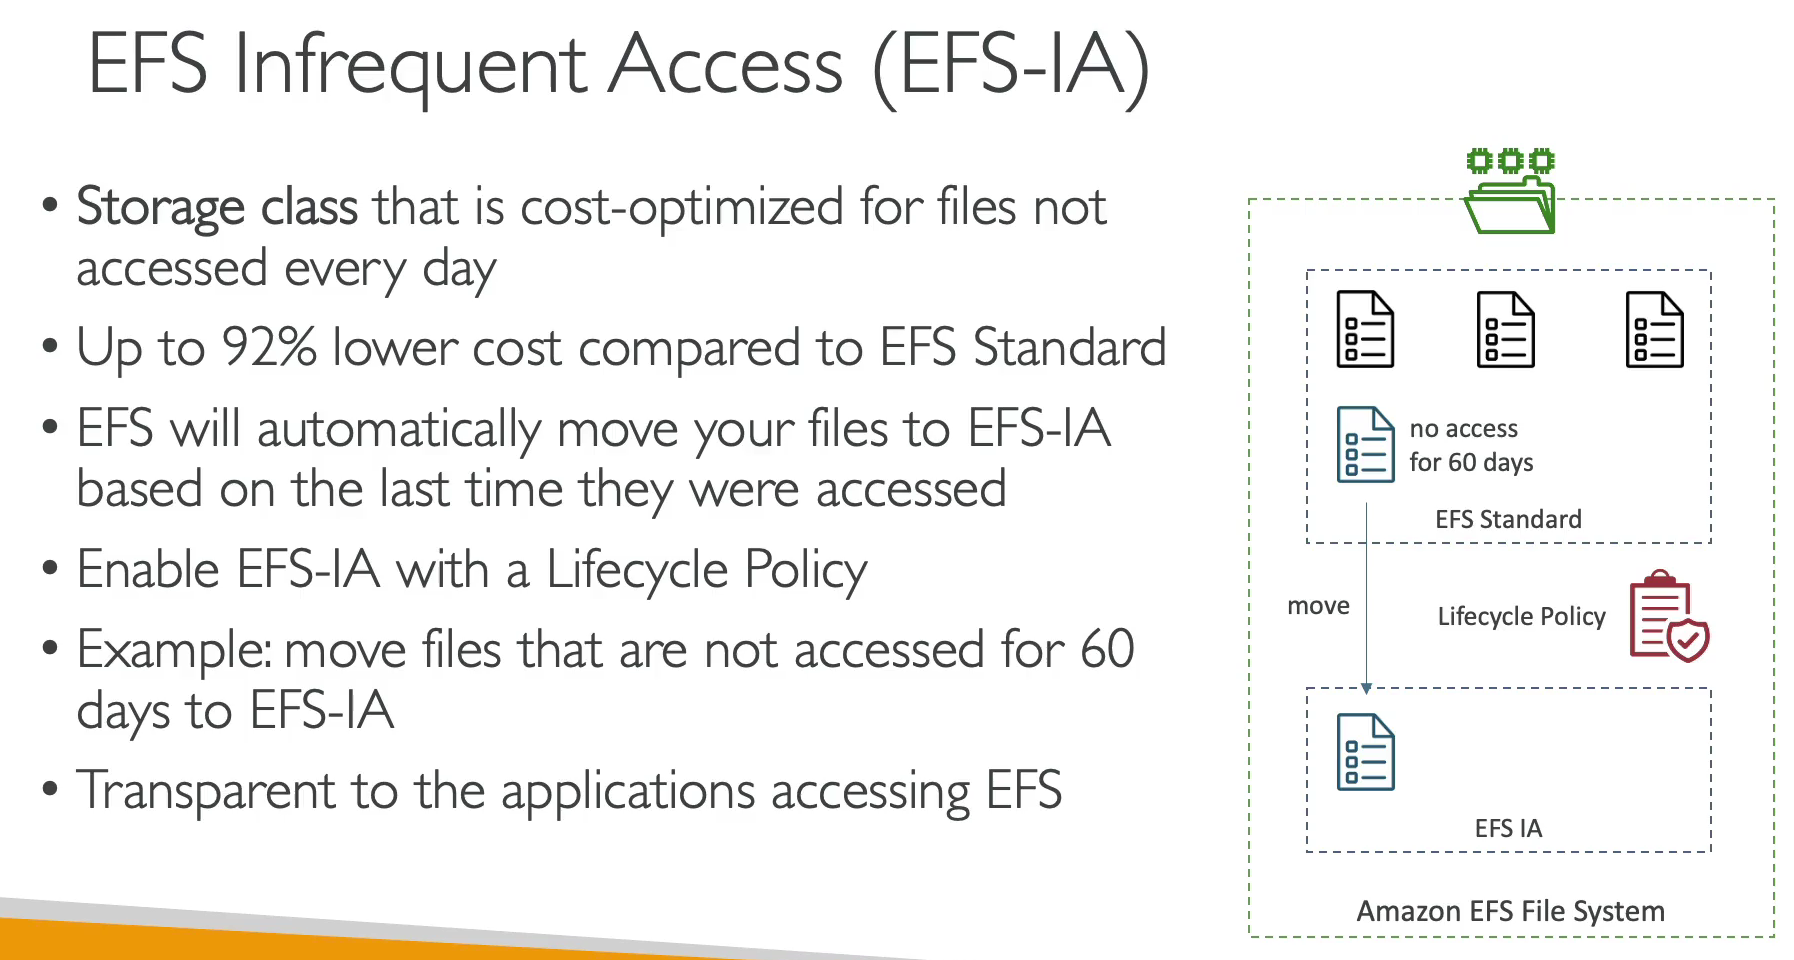 EFS Infrequent Access (EFS-IA)
• Storage class that is cost-optimized for files not
accessed every day
• Up to 92% lower cost compared to EFS Standard
• EFS will automatically move your files to EFS-IA
based on the last time they were accessed
• Enable EFS-IA with a Lifecycle Policy
• Example: move files that are not accessed for 60
days to EFS-IA
• Transparent to the applications accessing EFS
no access
for 60 days
EFS Standard
move
Lifecycle Policy
EFS IA
Amazon EFS File System